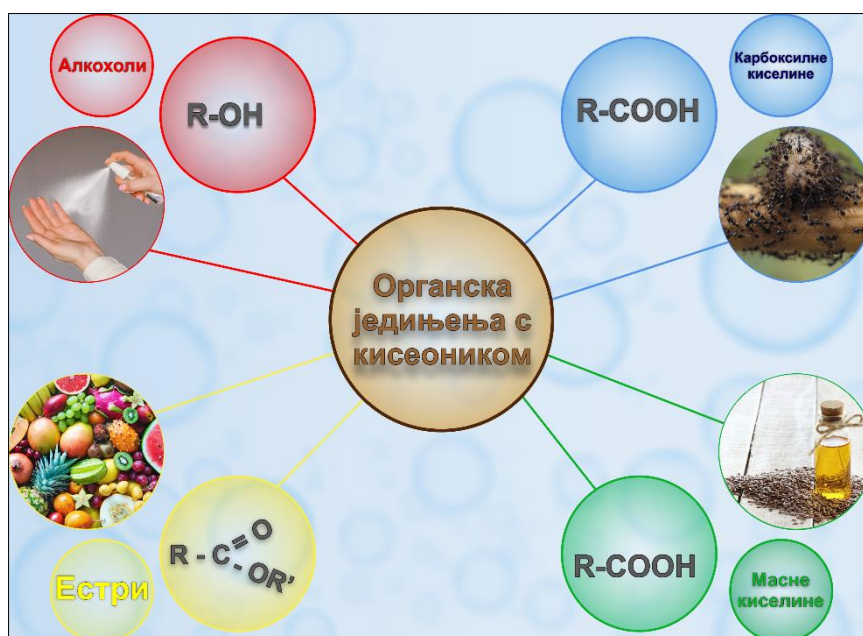 Алкохоли
R-OH
R-COOH
Карбоксилне
киселине
Органска
једињења с
кисеоником
R - C = O
- OR’
Естри
R-COOH
Масне
киселине